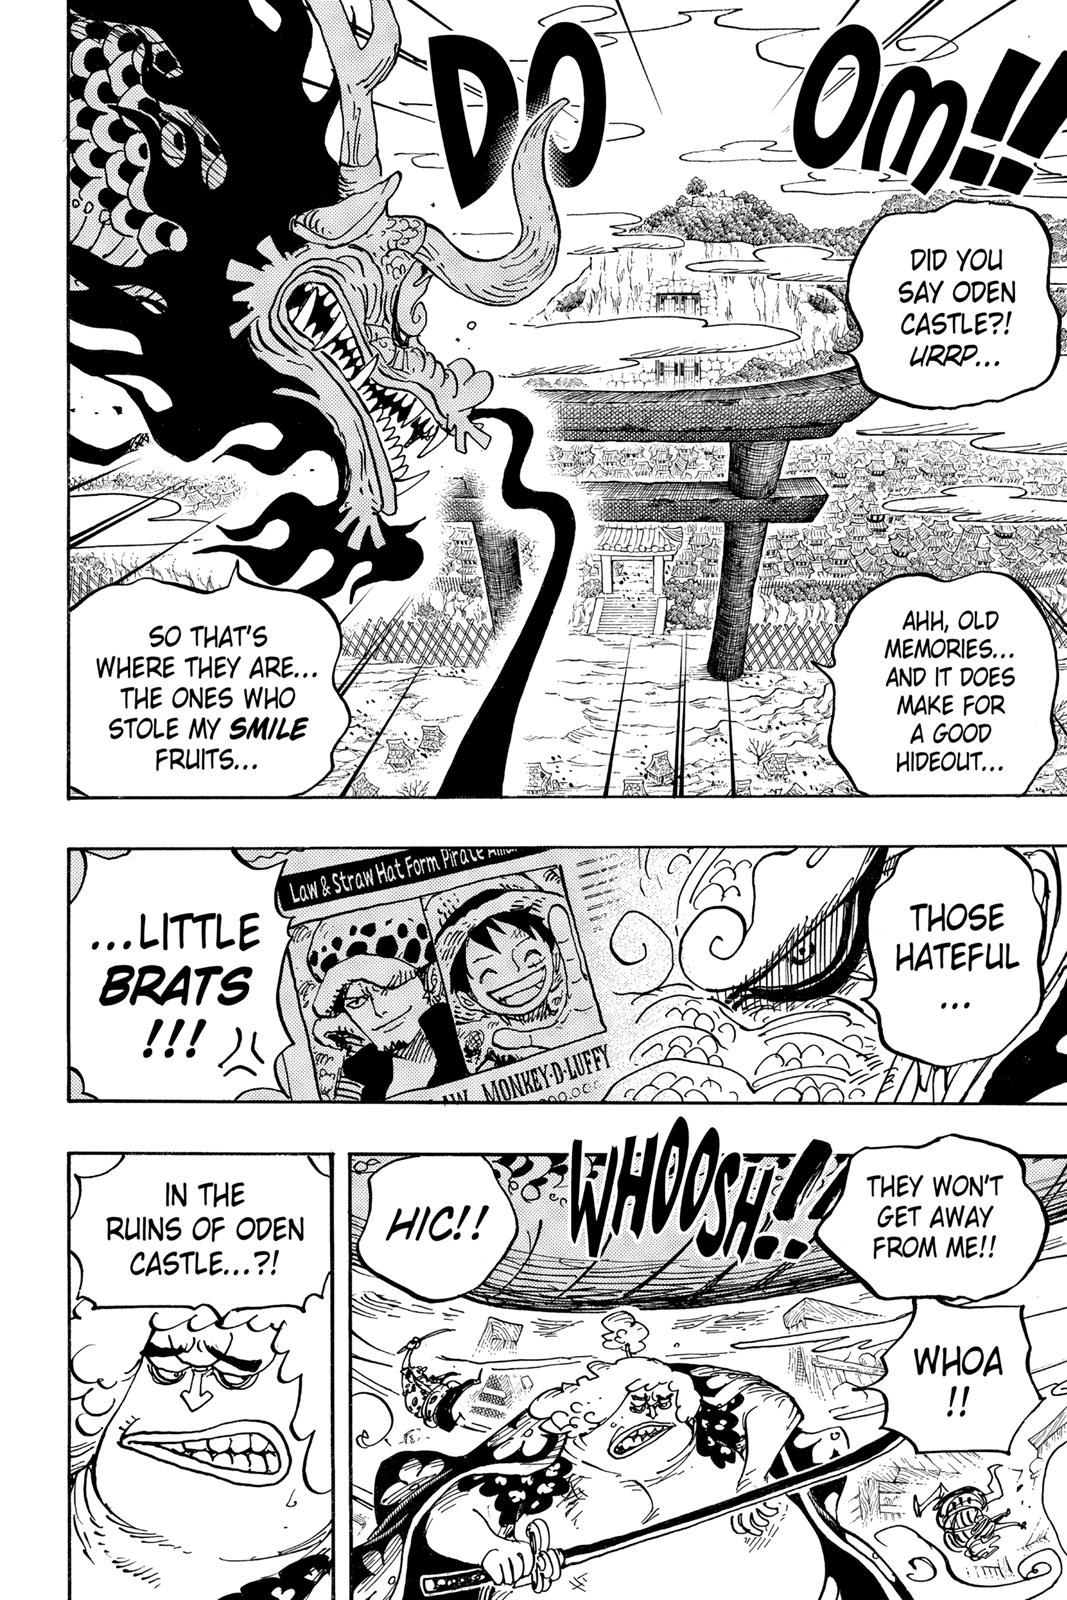 DO OM!!
DID YOU
SAY ODEN
CASTLE?!
URRP...
AHH, OLD
MEMORIES...
AND IT DOES
MAKE FOR
A GOOD
HIDEOUT...
SO THAT'S
WHERE THEY ARE...
THE ONES WHO
STOLE MY SMILE
FRUITS...
THOSE
HATEFUL
...
Law & Straw Hat Form Pirate
MONKEY·D·LUFFY
...LITTLE
BRATS
!!!
WHOOSH!!
THEY WON'T
GET AWAY
FROM ME!!
HIC!!
WHOA
!!
IN THE
RUINS OF ODEN
CASTLE...?!